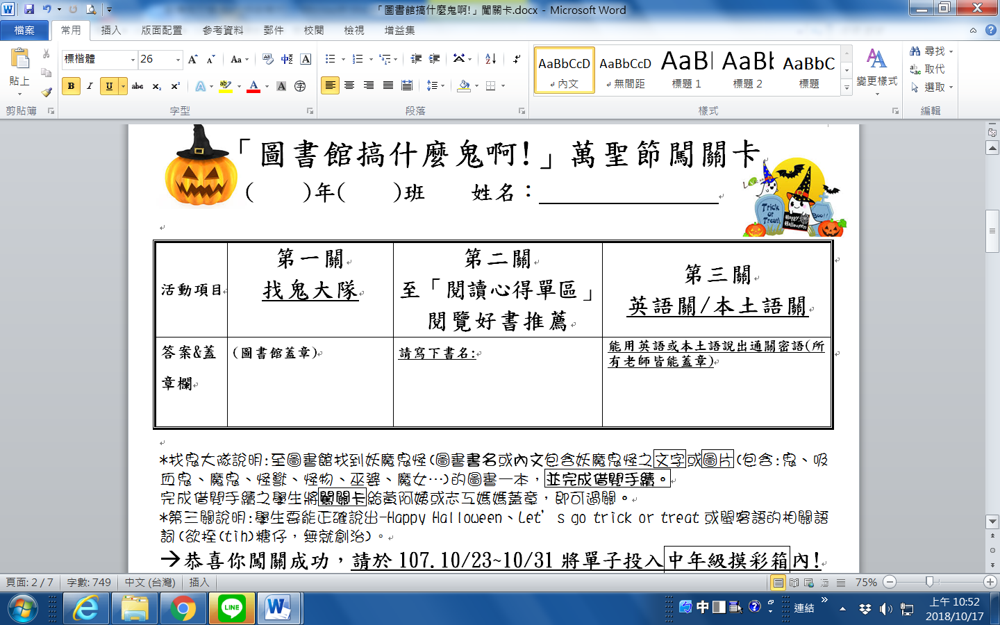 「圖書館搞什麼鬼啊!」闖關卡.docx - Microsoft Word
檔案 常用 插入 版面配置 參考資料 郵件 校閱 檢視 增益集
標楷體 26
貼上
剪貼簿 字型 段落 樣式 編輯
AaBbCcD AaBbCcD AaBl AaBb AaBbC
內文 無間距 標題 1 標題 2 標題
變更樣式
尋找
取代
選取
「圖書館搞什麼鬼啊!」萬聖節闖關卡
( )年( )班 姓名：
Trick or Treat!
Boo!!
Happy Halloween
活動項目
第一關
找鬼大隊
第二關
至「閱讀心得單區」
閱覽好書推薦
第三關
英語關/本土語關
答案&蓋
章欄
(圖書館蓋章)
請寫下書名:
能用英語或本土語說出通關密語(所
有老師皆能蓋章)
*找鬼大隊說明:至圖書館找到妖魔鬼怪(圖書書名或內文包含妖魔鬼怪之文字或圖片(包含:鬼、吸
血鬼、魔鬼、怪獸、怪物、巫婆、魔女…)的圖書一本，並完成借閱手續。
完成借閱手續之學生將闖關卡給黃阿姨或志工媽媽蓋章，即可過關。
*第三關說明:學生要能正確說出-Happy Halloween、Let’s go trick or treat 或閩客語的相關語
詞(欲挃(tih)糖仔，無就創治)。
→恭喜你闖關成功，請於 107.10/23~10/31 將單子投入中年級摸彩箱內!
頁面: 2 / 7 字數: 749 中文 (台灣) 插入 75%
LINE
中
連結
上午 10:52
2018/10/17